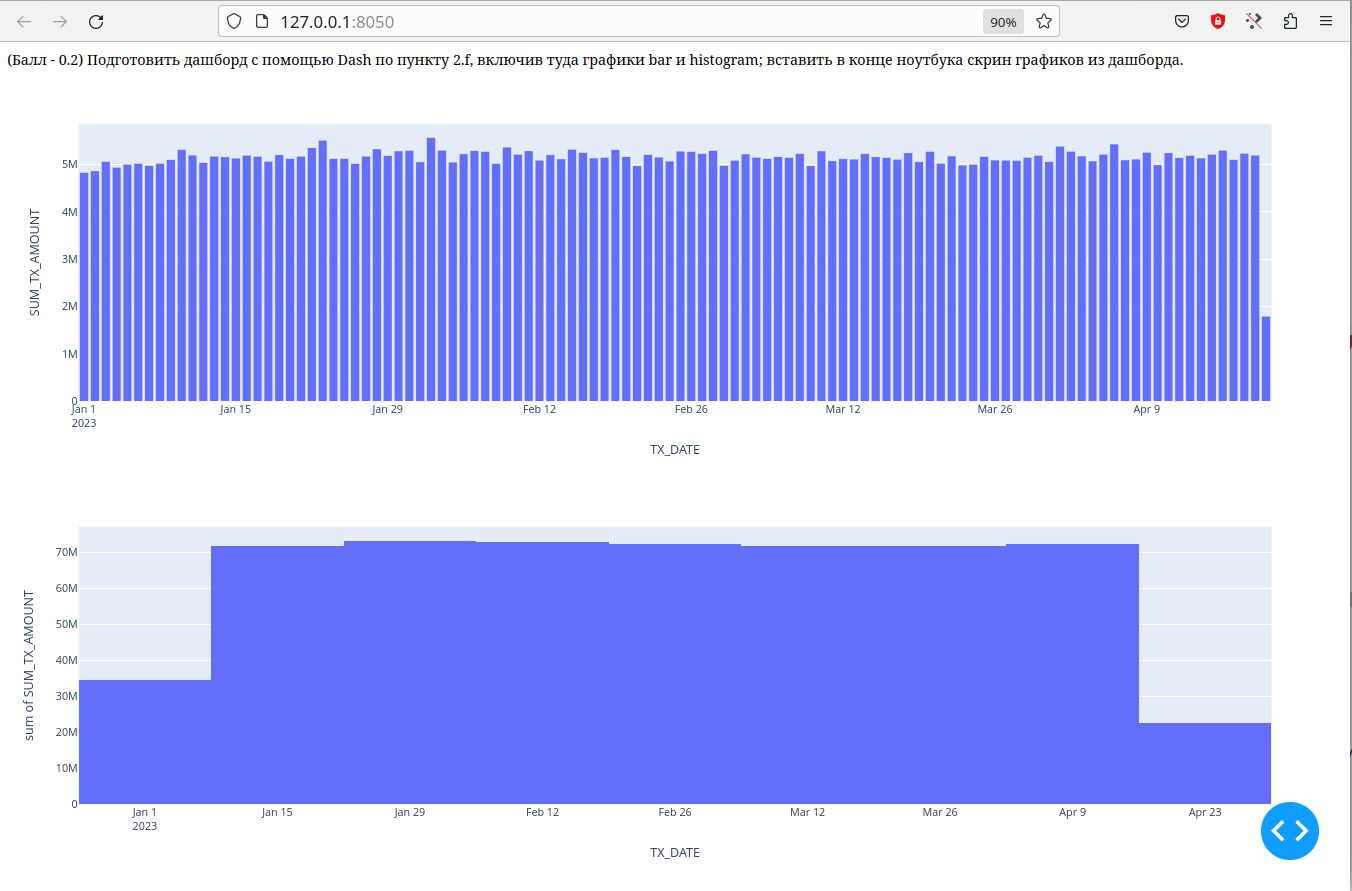 127.0.0.1:8050
90%
(Балл - 0.2) Подготовить дашборд с помощью Dash по пункту 2.f, включив туда графики bar и histogram; вставить в конце ноутбука скрин графиков из дашборда.
SUM_TX_AMOUNT
5M
4M
3M
2M
1M
0
Jan 1 Jan 15 Jan 29 Feb 12 Feb 26 Mar 12 Mar 26 Apr 9
2023
TX_DATE
sum of SUM_TX_AMOUNT
70M
60M
50M
40M
30M
20M
10M
0
Jan 1 Jan 15 Jan 29 Feb 12 Feb 26 Mar 12 Mar 26 Apr 9 Apr 23
2023
TX_DATE